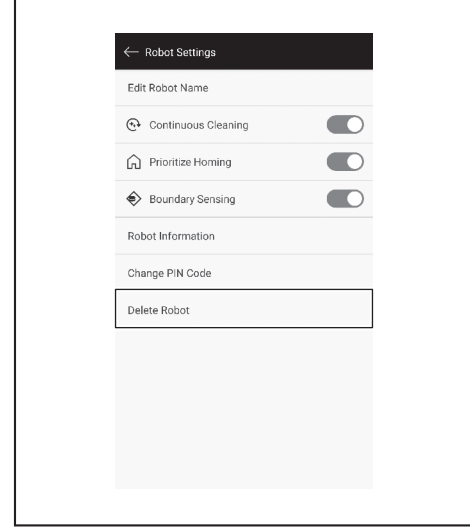 Robot Settings
Edit Robot Name
Continuous Cleaning
Prioritize Homing
Boundary Sensing
Robot Information
Change PIN Code
Delete Robot